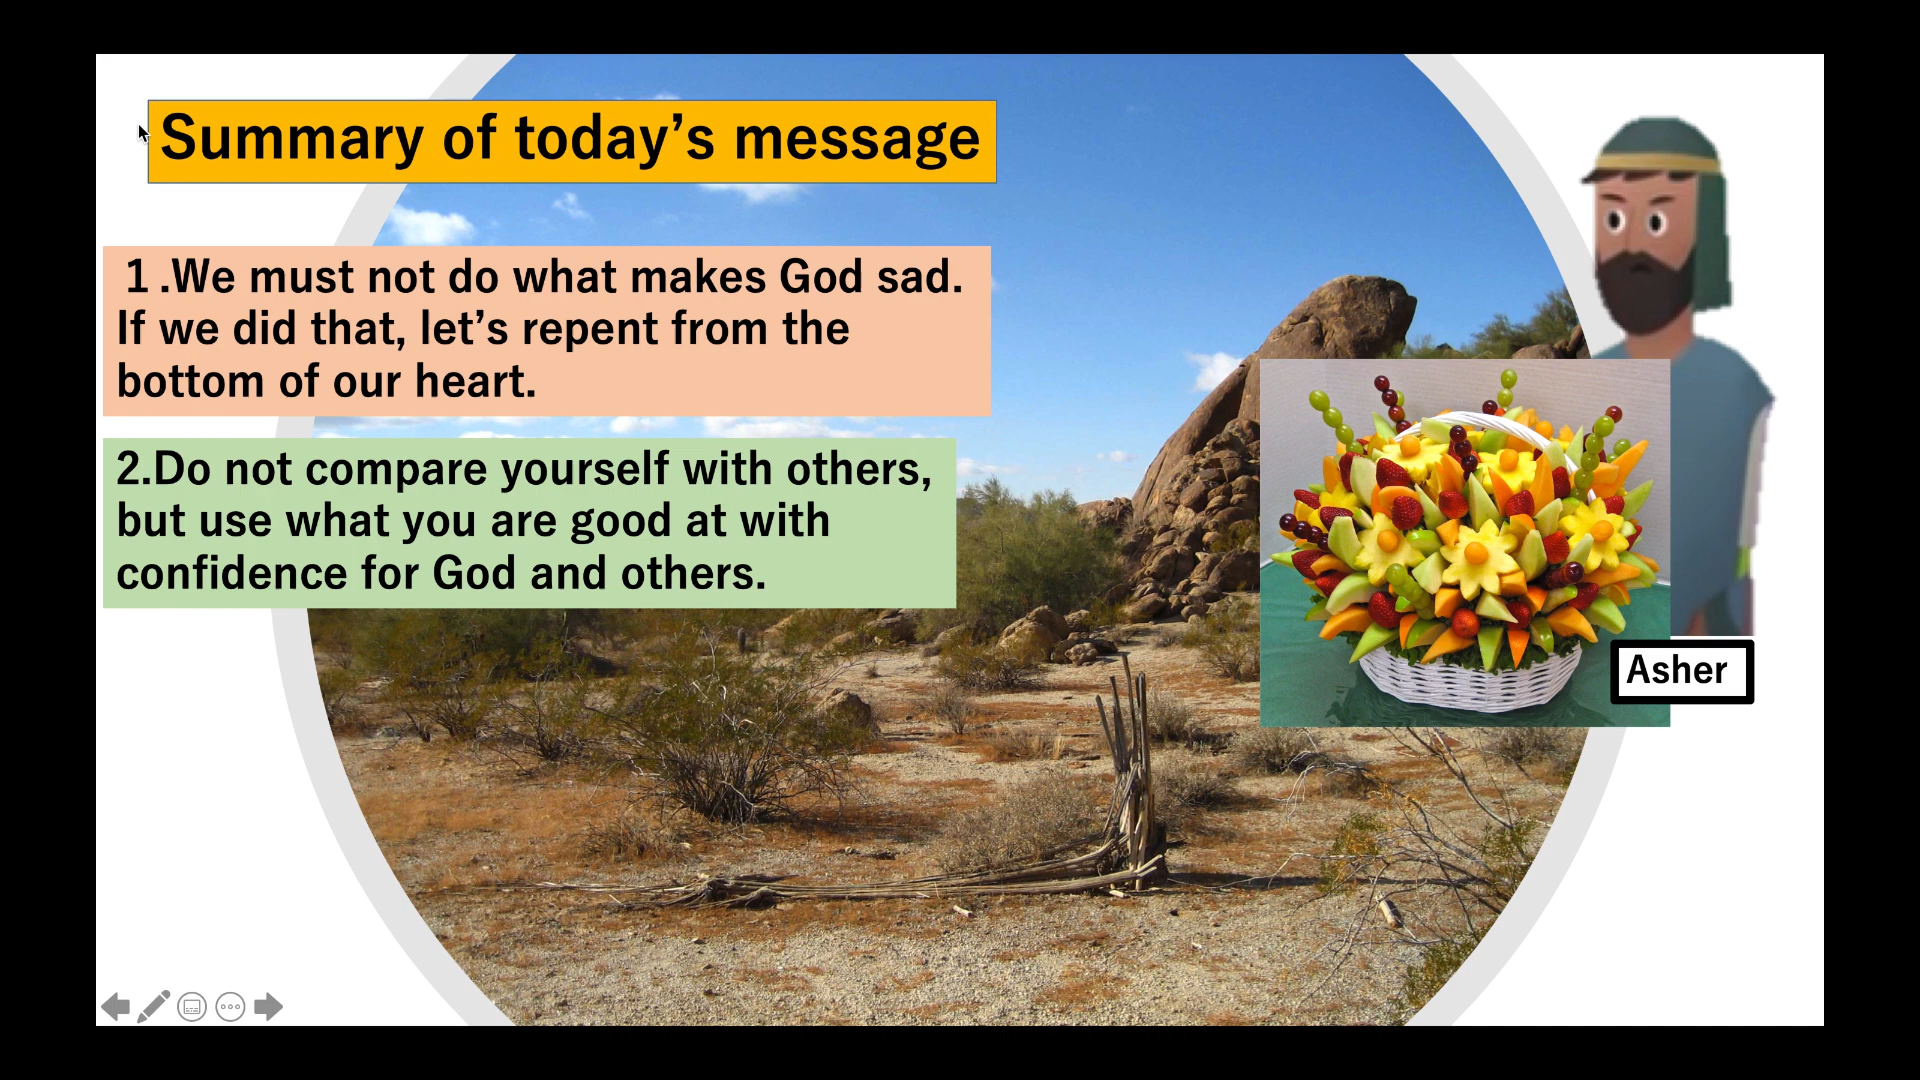 Summary of today’s message
1.We must not do what makes God sad.
If we did that, let’s repent from the
bottom of our heart.
2.Do not compare yourself with others,
but use what you are good at with
confidence for God and others.
Asher